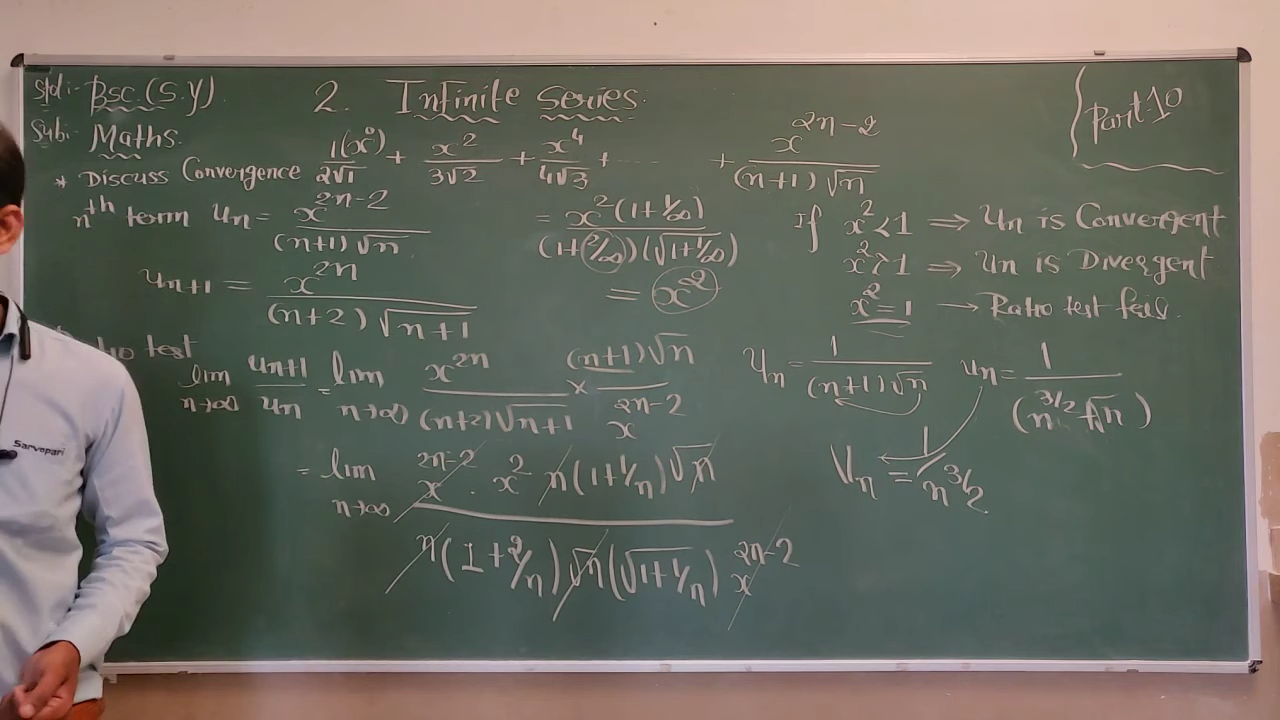 Std:- BSC.(S.Y)
2. Infinite Series.
Part-10
Sub:- Maths.
* Discuss Convergence 1(x⁰)/2√1 + x²/3√2 + x⁴/4√3 + ...... + x^(2n-2)/(n+1)√n
nth term un = x^(2n-2)/(n+1)√n
un+1 = x^(2n)/(n+2)√(n+1)
test
lim n→∞ un+1/un = lim n→∞ x^(2n)/(n+2)√(n+1) × (n+1)√n/x^(2n-2)
= lim n→∞ x^(2n-2) · x² n(1+1/n)√n / n(1+2/n)√n(√(1+1/n)) x^(2n-2)
= x²(1+1/∞)/(1+(2/∞))(√(1+1/∞))
= x²
If x² < 1 ⇒ un is Convergent
x² > 1 ⇒ un is Divergent
x² = 1 → Ratio test fails.
un = 1/(n+1)√n
un = 1/(n^(3/2)+√n)
Vn = 1/n^(3/2)
Sarvopari